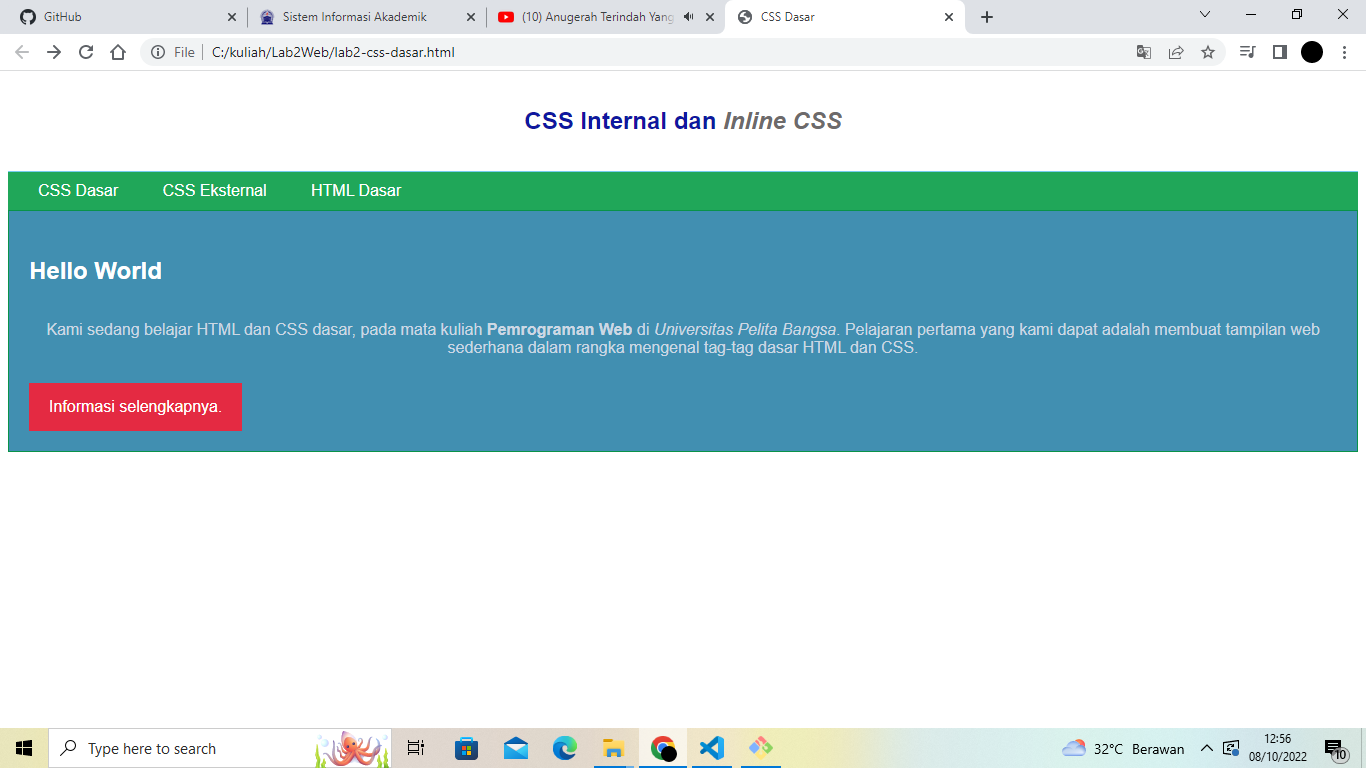 GitHub
Sistem Informasi Akademik
(10) Anugerah Terindah Yang
CSS Dasar
File
C:/kuliah/Lab2Web/lab2-css-dasar.html
CSS Internal dan Inline CSS
CSS Dasar
CSS Eksternal
HTML Dasar
Hello World
Kami sedang belajar HTML dan CSS dasar, pada mata kuliah Pemrograman Web di Universitas Pelita Bangsa. Pelajaran pertama yang kami dapat adalah membuat tampilan web
sederhana dalam rangka mengenal tag-tag dasar HTML dan CSS.
Informasi selengkapnya.
Type here to search
32°C Berawan
12:56
08/10/2022
10